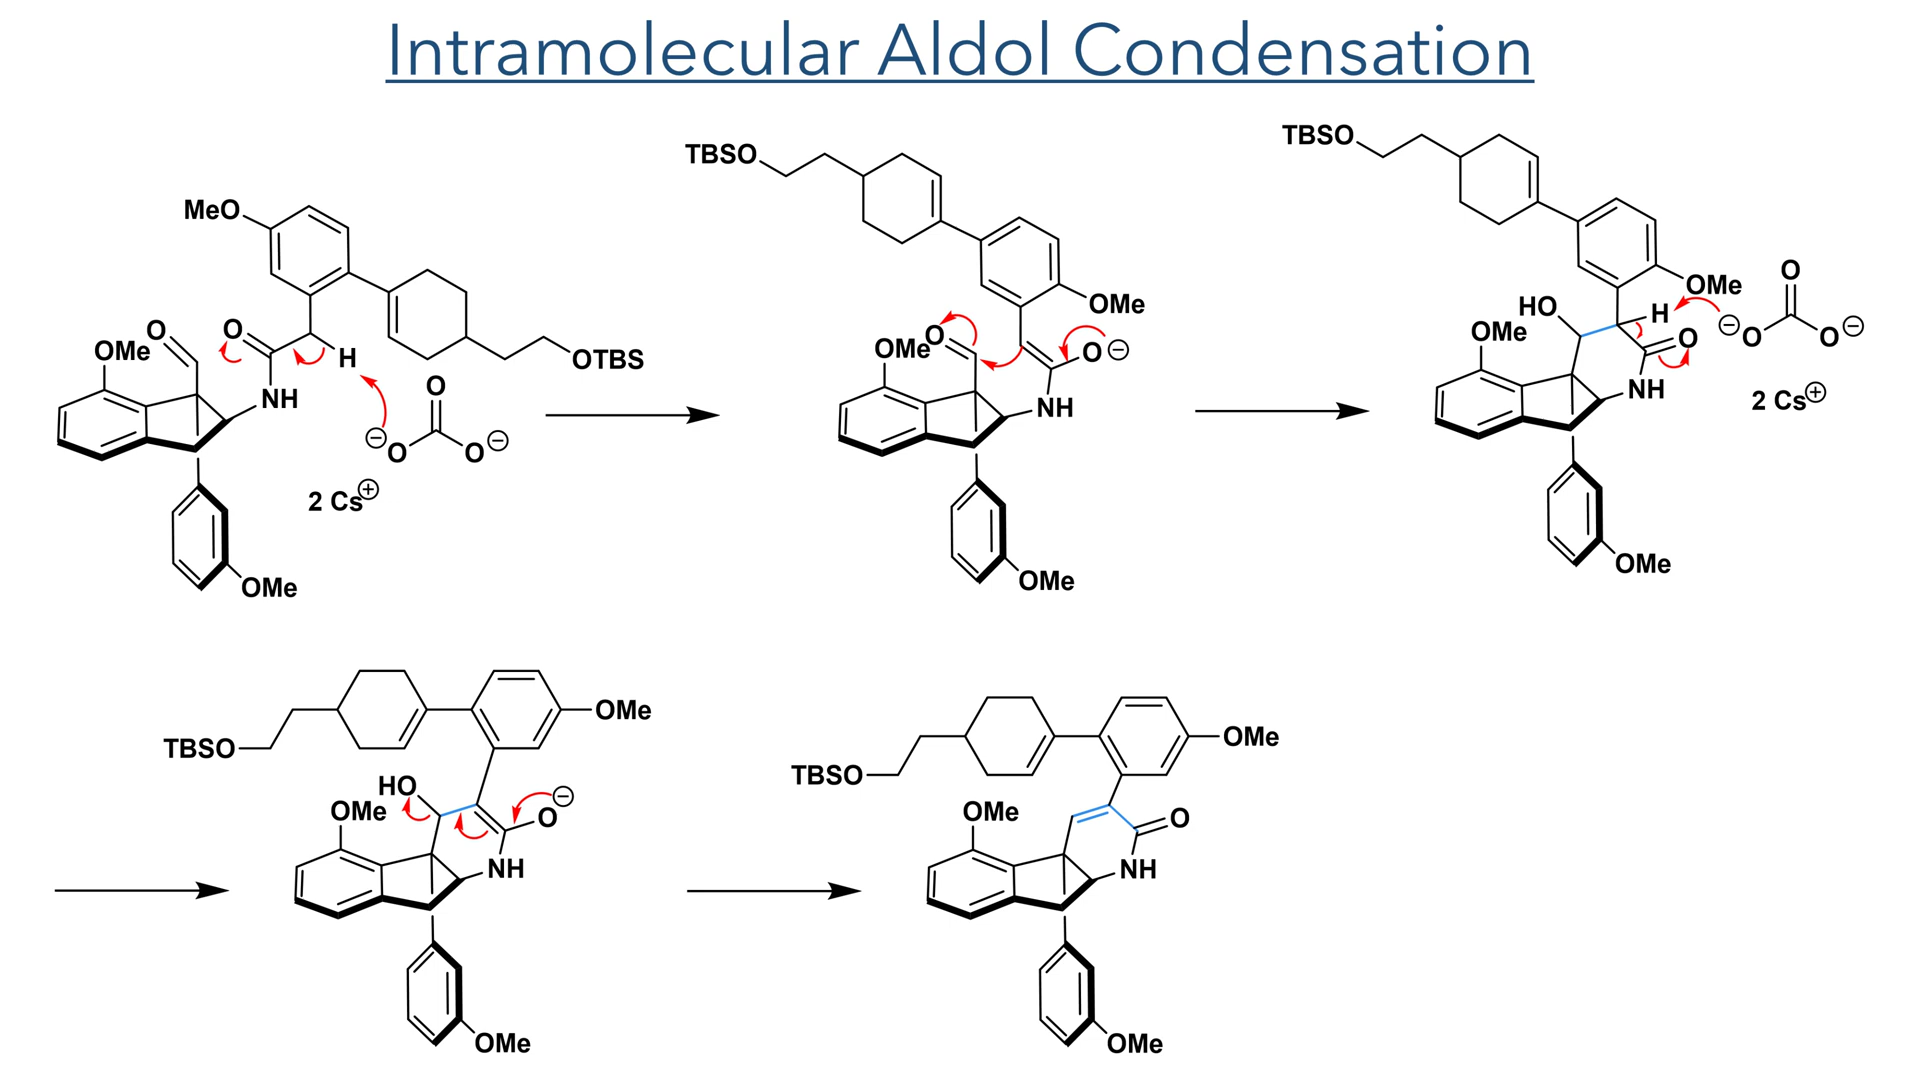 Intramolecular Aldol Condensation
MeO
O
OMe
O
NH
H
OTBS
O
⊖
O
O
⊖
2 Cs⊕
OMe
TBSO
OMe
O
OMe
O
⊖
NH
OMe
TBSO
OMe
HO
H
OMe
O
NH
O
⊖
O
O
⊖
2 Cs⊕
OMe
TBSO
OMe
HO
OMe
⊖
O
NH
OMe
TBSO
OMe
OMe
O
NH
OMe